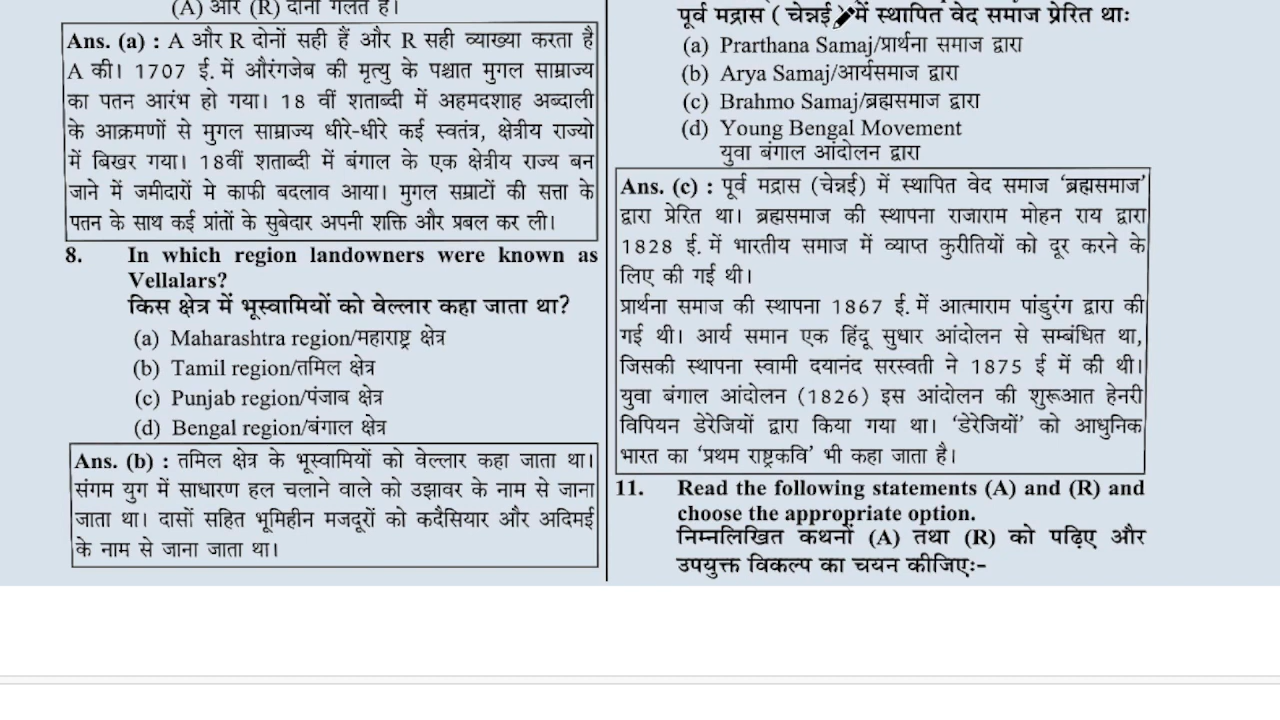 (A) और (R) दोनों गलत हैं।
Ans. (a) : A और R दोनों सही हैं और R सही व्याख्या करता है
A की। 1707 ई. में औरंगजेब की मृत्यु के पश्चात मुगल साम्राज्य
का पतन आरंभ हो गया। 18 वीं शताब्दी में अहमदशाह अब्दाली
के आक्रमणों से मुगल साम्राज्य धीरे-धीरे कई स्वतंत्र, क्षेत्रीय राज्यो
में बिखर गया। 18वीं शताब्दी में बंगाल के एक क्षेत्रीय राज्य बन
जाने में जमीदारों मे काफी बदलाव आया। मुगल सम्राटों की सत्ता के
पतन के साथ कई प्रांतों के सुबेदार अपनी शक्ति और प्रबल कर ली।
8. In which region landowners were known as
Vellalars?
किस क्षेत्र में भूस्वामियों को वेल्लार कहा जाता था?
(a) Maharashtra region/महाराष्ट्र क्षेत्र
(b) Tamil region/तमिल क्षेत्र
(c) Punjab region/पंजाब क्षेत्र
(d) Bengal region/बंगाल क्षेत्र
Ans. (b) : तमिल क्षेत्र के भूस्वामियों को वेल्लार कहा जाता था।
संगम युग में साधारण हल चलाने वाले को उझावर के नाम से जाना
जाता था। दासों सहित भूमिहीन मजदूरों को कदैसियार और अदिमई
के नाम से जाना जाता था।
पूर्व मद्रास ( चेन्नई ) में स्थापित वेद समाज प्रेरित थाः
(a) Prarthana Samaj/प्रार्थना समाज द्वारा
(b) Arya Samaj/आर्यसमाज द्वारा
(c) Brahmo Samaj/ब्रह्मसमाज द्वारा
(d) Young Bengal Movement
युवा बंगाल आंदोलन द्वारा
Ans. (c) : पूर्व मद्रास (चेन्नई) में स्थापित वेद समाज 'ब्रह्मसमाज'
द्वारा प्रेरित था। ब्रह्मसमाज की स्थापना राजाराम मोहन राय द्वारा
1828 ई. में भारतीय समाज में व्याप्त कुरीतियों को दूर करने के
लिए की गई थी।
प्रार्थना समाज की स्थापना 1867 ई. में आत्माराम पांडुरंग द्वारा की
गई थी। आर्य समान एक हिंदू सुधार आंदोलन से सम्बंधित था,
जिसकी स्थापना स्वामी दयानंद सरस्वती ने 1875 ई में की थी।
युवा बंगाल आंदोलन (1826) इस आंदोलन की शुरूआत हेनरी
विपियन डेरेजियों द्वारा किया गया था। 'डेरेजियों' को आधुनिक
भारत का 'प्रथम राष्ट्रकवि' भी कहा जाता है।
11. Read the following statements (A) and (R) and
choose the appropriate option.
निम्नलिखित कथनों (A) तथा (R) को पढ़िए और
उपयुक्त विकल्प का चयन कीजिएः-